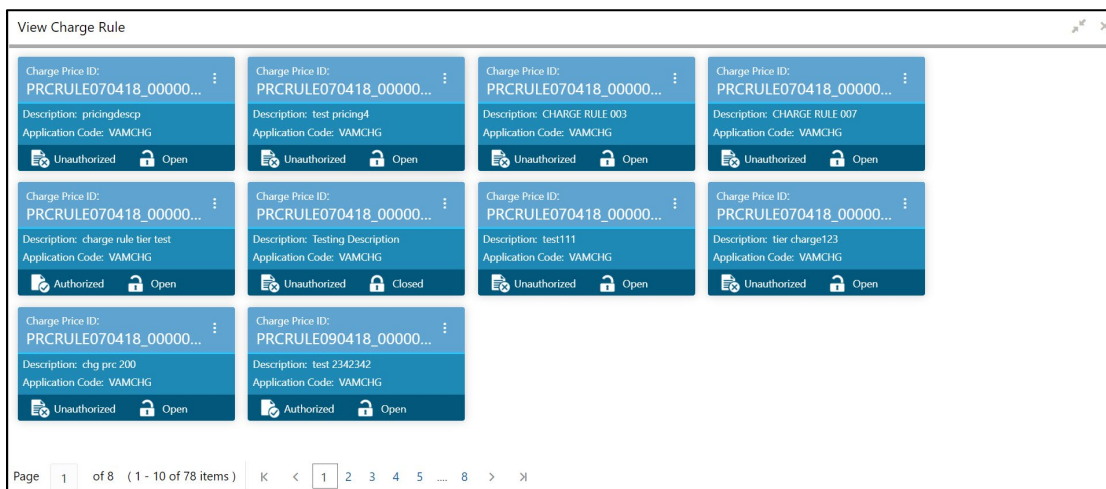 View Charge Rule
Charge Price ID:
PRCRULE070418_00000...
Description: pricingdescp
Application Code: VAMCHG
Unauthorized Open
Charge Price ID:
PRCRULE070418_00000...
Description: test pricing4
Application Code: VAMCHG
Unauthorized Open
Charge Price ID:
PRCRULE070418_00000...
Description: CHARGE RULE 003
Application Code: VAMCHG
Unauthorized Open
Charge Price ID:
PRCRULE070418_00000...
Description: CHARGE RULE 007
Application Code: VAMCHG
Unauthorized Open
Charge Price ID:
PRCRULE070418_00000...
Description: charge rule tier test
Application Code: VAMCHG
Authorized Open
Charge Price ID:
PRCRULE070418_00000...
Description: Testing Description
Application Code: VAMCHG
Unauthorized Closed
Charge Price ID:
PRCRULE070418_00000...
Description: test111
Application Code: VAMCHG
Unauthorized Open
Charge Price ID:
PRCRULE070418_00000...
Description: tier charge123
Application Code: VAMCHG
Unauthorized Open
Charge Price ID:
PRCRULE070418_00000...
Description: chg prc 200
Application Code: VAMCHG
Unauthorized Open
Charge Price ID:
PRCRULE090418_00000...
Description: test 2342342
Application Code: VAMCHG
Authorized Open
Page 1 of 8 ( 1 - 10 of 78 items ) 1 2 3 4 5 .... 8